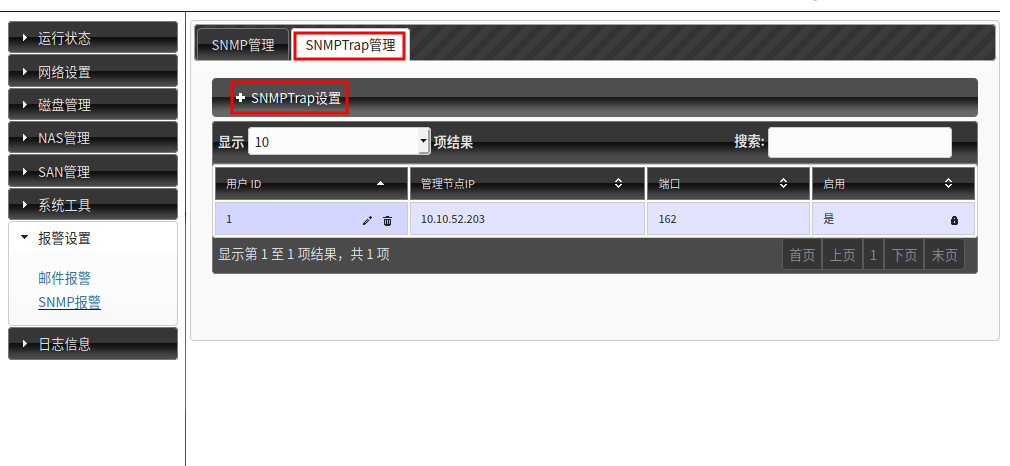 运行状态
网络设置
磁盘管理
NAS管理
SAN管理
系统工具
报警设置
邮件报警
SNMP报警
日志信息
SNMP管理 SNMPTrap管理
SNMPTrap设置
显示 10 项结果 搜索:
用户 ID 管理节点IP 端口 启用
1 10.10.52.203 162 是
显示第 1 至 1 项结果，共 1 项 首页 上页 1 下页 末页